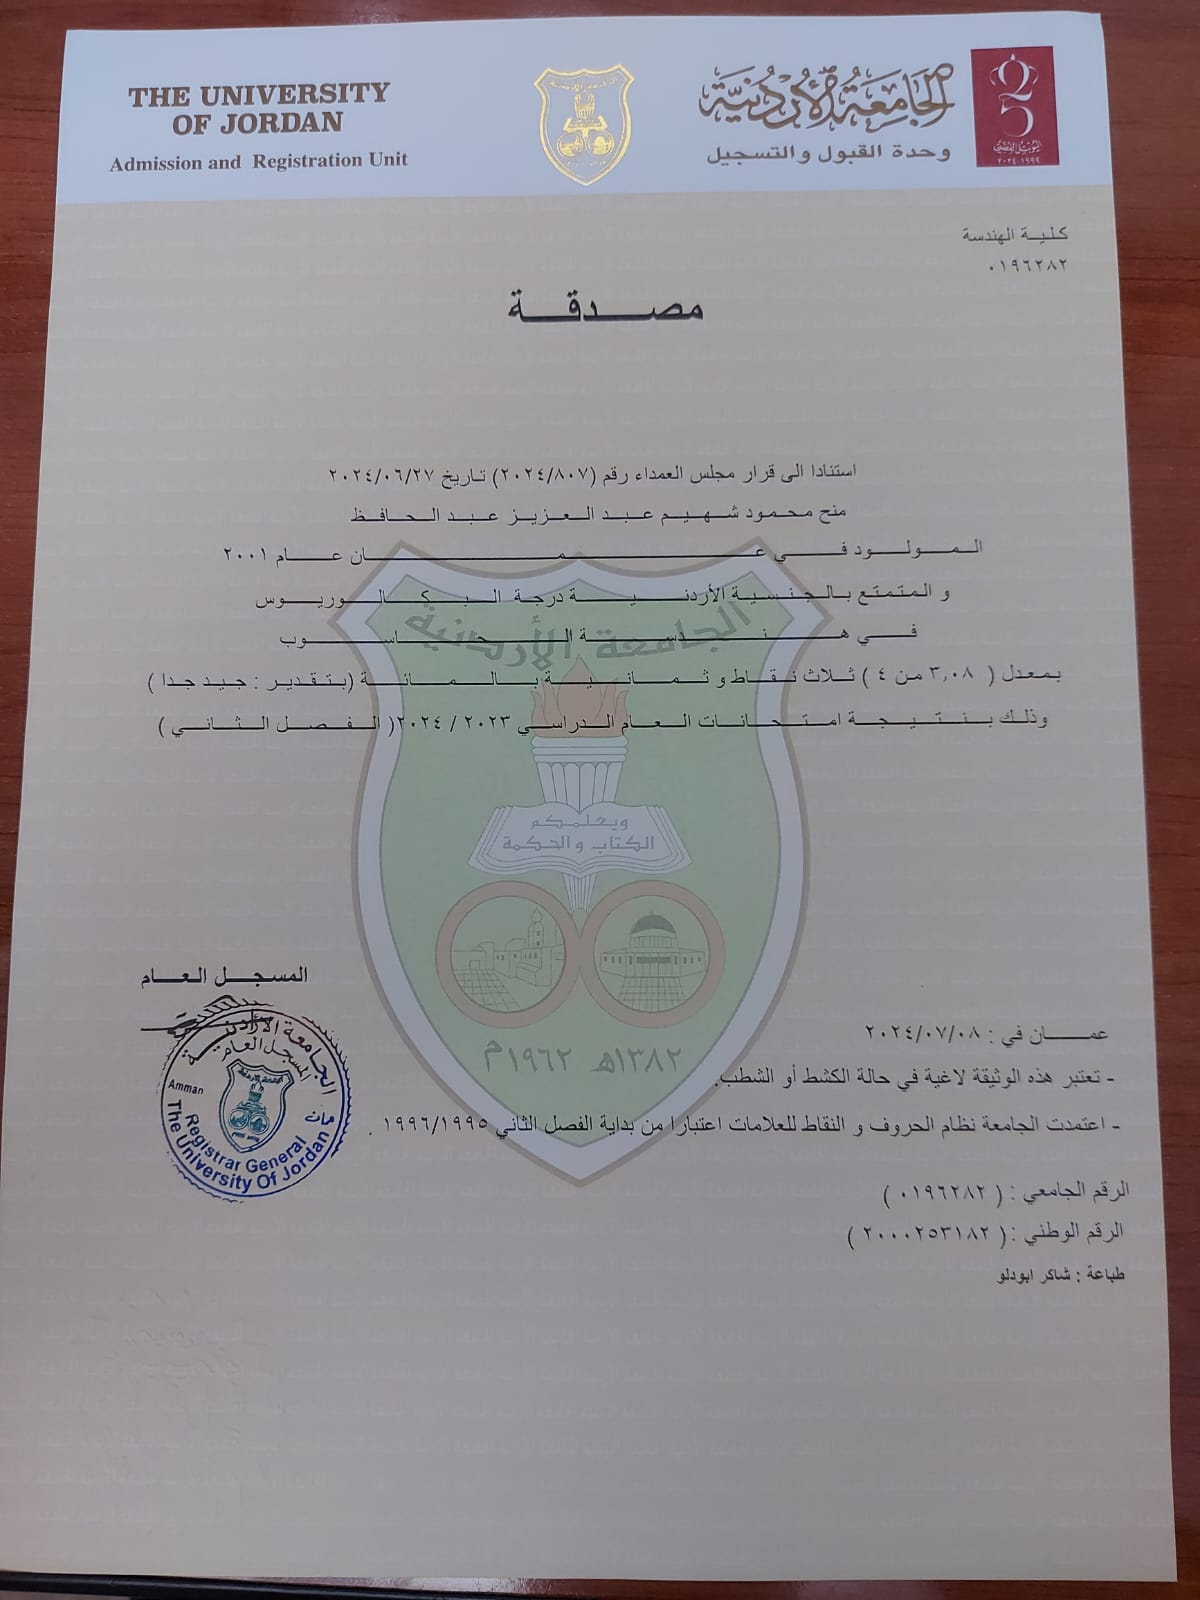 THE UNIVERSITY
OF JORDAN
Admission and Registration Unit
الجامعة الأردنية
وحدة القبول والتسجيل
25
اليوبيل الفضي
١٩٩٩-٢٠٢٤
كليـة الهندسة
٠١٩٦٢٨٢
مصـدقـة
استنادا الى قرار مجلس العمداء رقم (٢٠٢٤/٨٠٧) تاريخ ٢٠٢٤/٠٦/٢٧
منح محمود شهيم عبد العزيز عبد الحافظ
المولود في عمان عام ٢٠٠١
و المتمتع بالجنسية الأردنية درجة البكالوريوس
في هندسة الحاسوب
بمعدل ( ٣,٠٨ من ٤ ) ثلاث نقاط و ثمانية بالمائة (بتقدير : جيد جدا )
وذلك بنتيجة امتحانات العام الدراسي ٢٠٢٣ / ٢٠٢٤( الفصل الثاني )
الجامعة الأردنية
ويعلمكم
الكتاب والحكمة
١٣٨٢هـ ١٩٦٢م
المسجل العام
الجامعة الأردنية
المسجل العام
Amman
عمان
Registrar General
The University Of Jordan
عمان في : ٢٠٢٤/٠٧/٠٨
- تعتبر هذه الوثيقة لاغية في حالة الكشط أو الشطب.
- اعتمدت الجامعة نظام الحروف و النقاط للعلامات اعتبارا من بداية الفصل الثاني ١٩٩٦/١٩٩٥ .
الرقم الجامعي : ( ٠١٩٦٢٨٢ )
الرقم الوطني : ( ٢٠٠٠٢٥٣١٨٢ )
طباعة : شاكر ابودلو